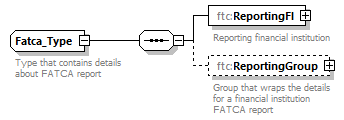 ftc:ReportingFI
Reporting financial institution
Fatca_Type
Type that contains details
about FATCA report
ftc:ReportingGroup
Group that wraps the details
for a financial institution
FATCA report